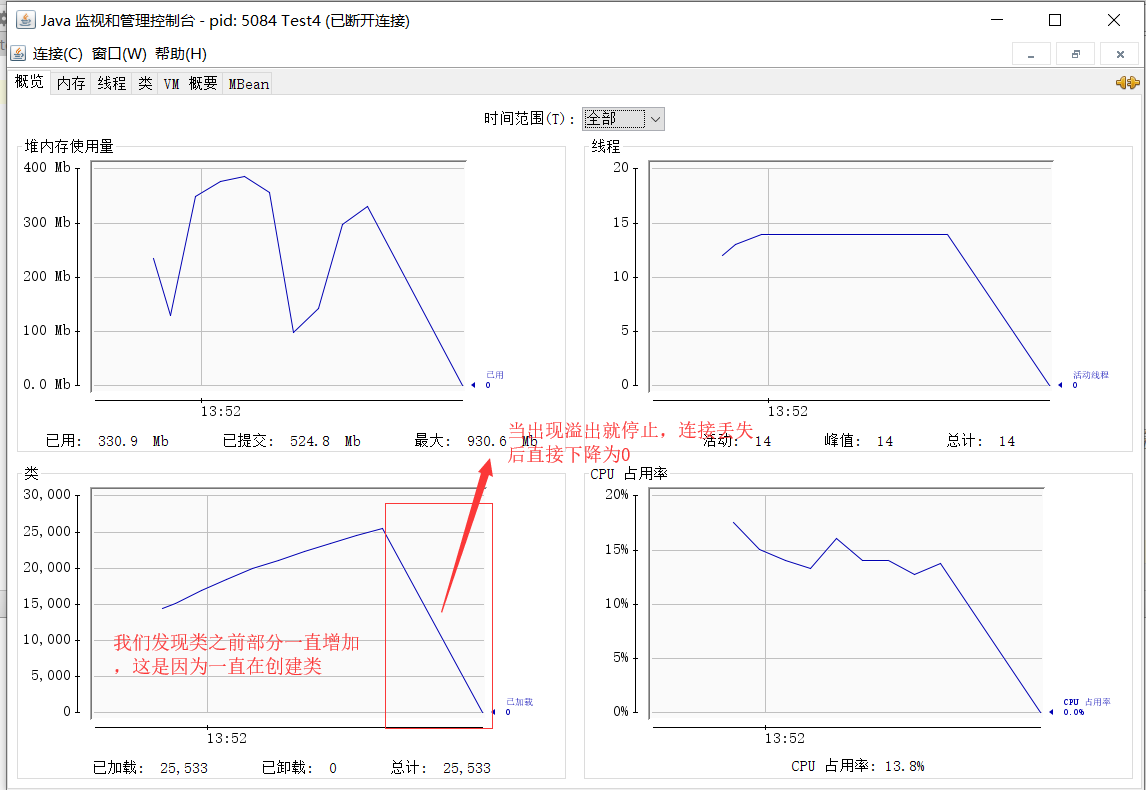 Java 监视和管理控制台 - pid: 5084 Test4 (已断开连接)
连接(C) 窗口(W) 帮助(H)
概览 内存 线程 类 VM 概要 MBean
时间范围(T): 全部
堆内存使用量
400 Mb
300 Mb
200 Mb
100 Mb
0.0 Mb
已用
0
13:52
已用: 330.9 Mb 已提交: 524.8 Mb 最大: 930.6 Mb
线程
20
15
10
5
0
活动线程
0
13:52
活动: 14 峰值: 14 总计: 14
当出现溢出就停止，连接丢失
后直接下降为0
类
30,000
25,000
20,000
15,000
10,000
5,000
0
我们发现类之前部分一直增加
，这是因为一直在创建类
已加载
0
13:52
已加载: 25,533 已卸载: 0 总计: 25,533
CPU 占用率
20%
15%
10%
5%
0%
CPU 占用率
0.0%
13:52
CPU 占用率: 13.8%